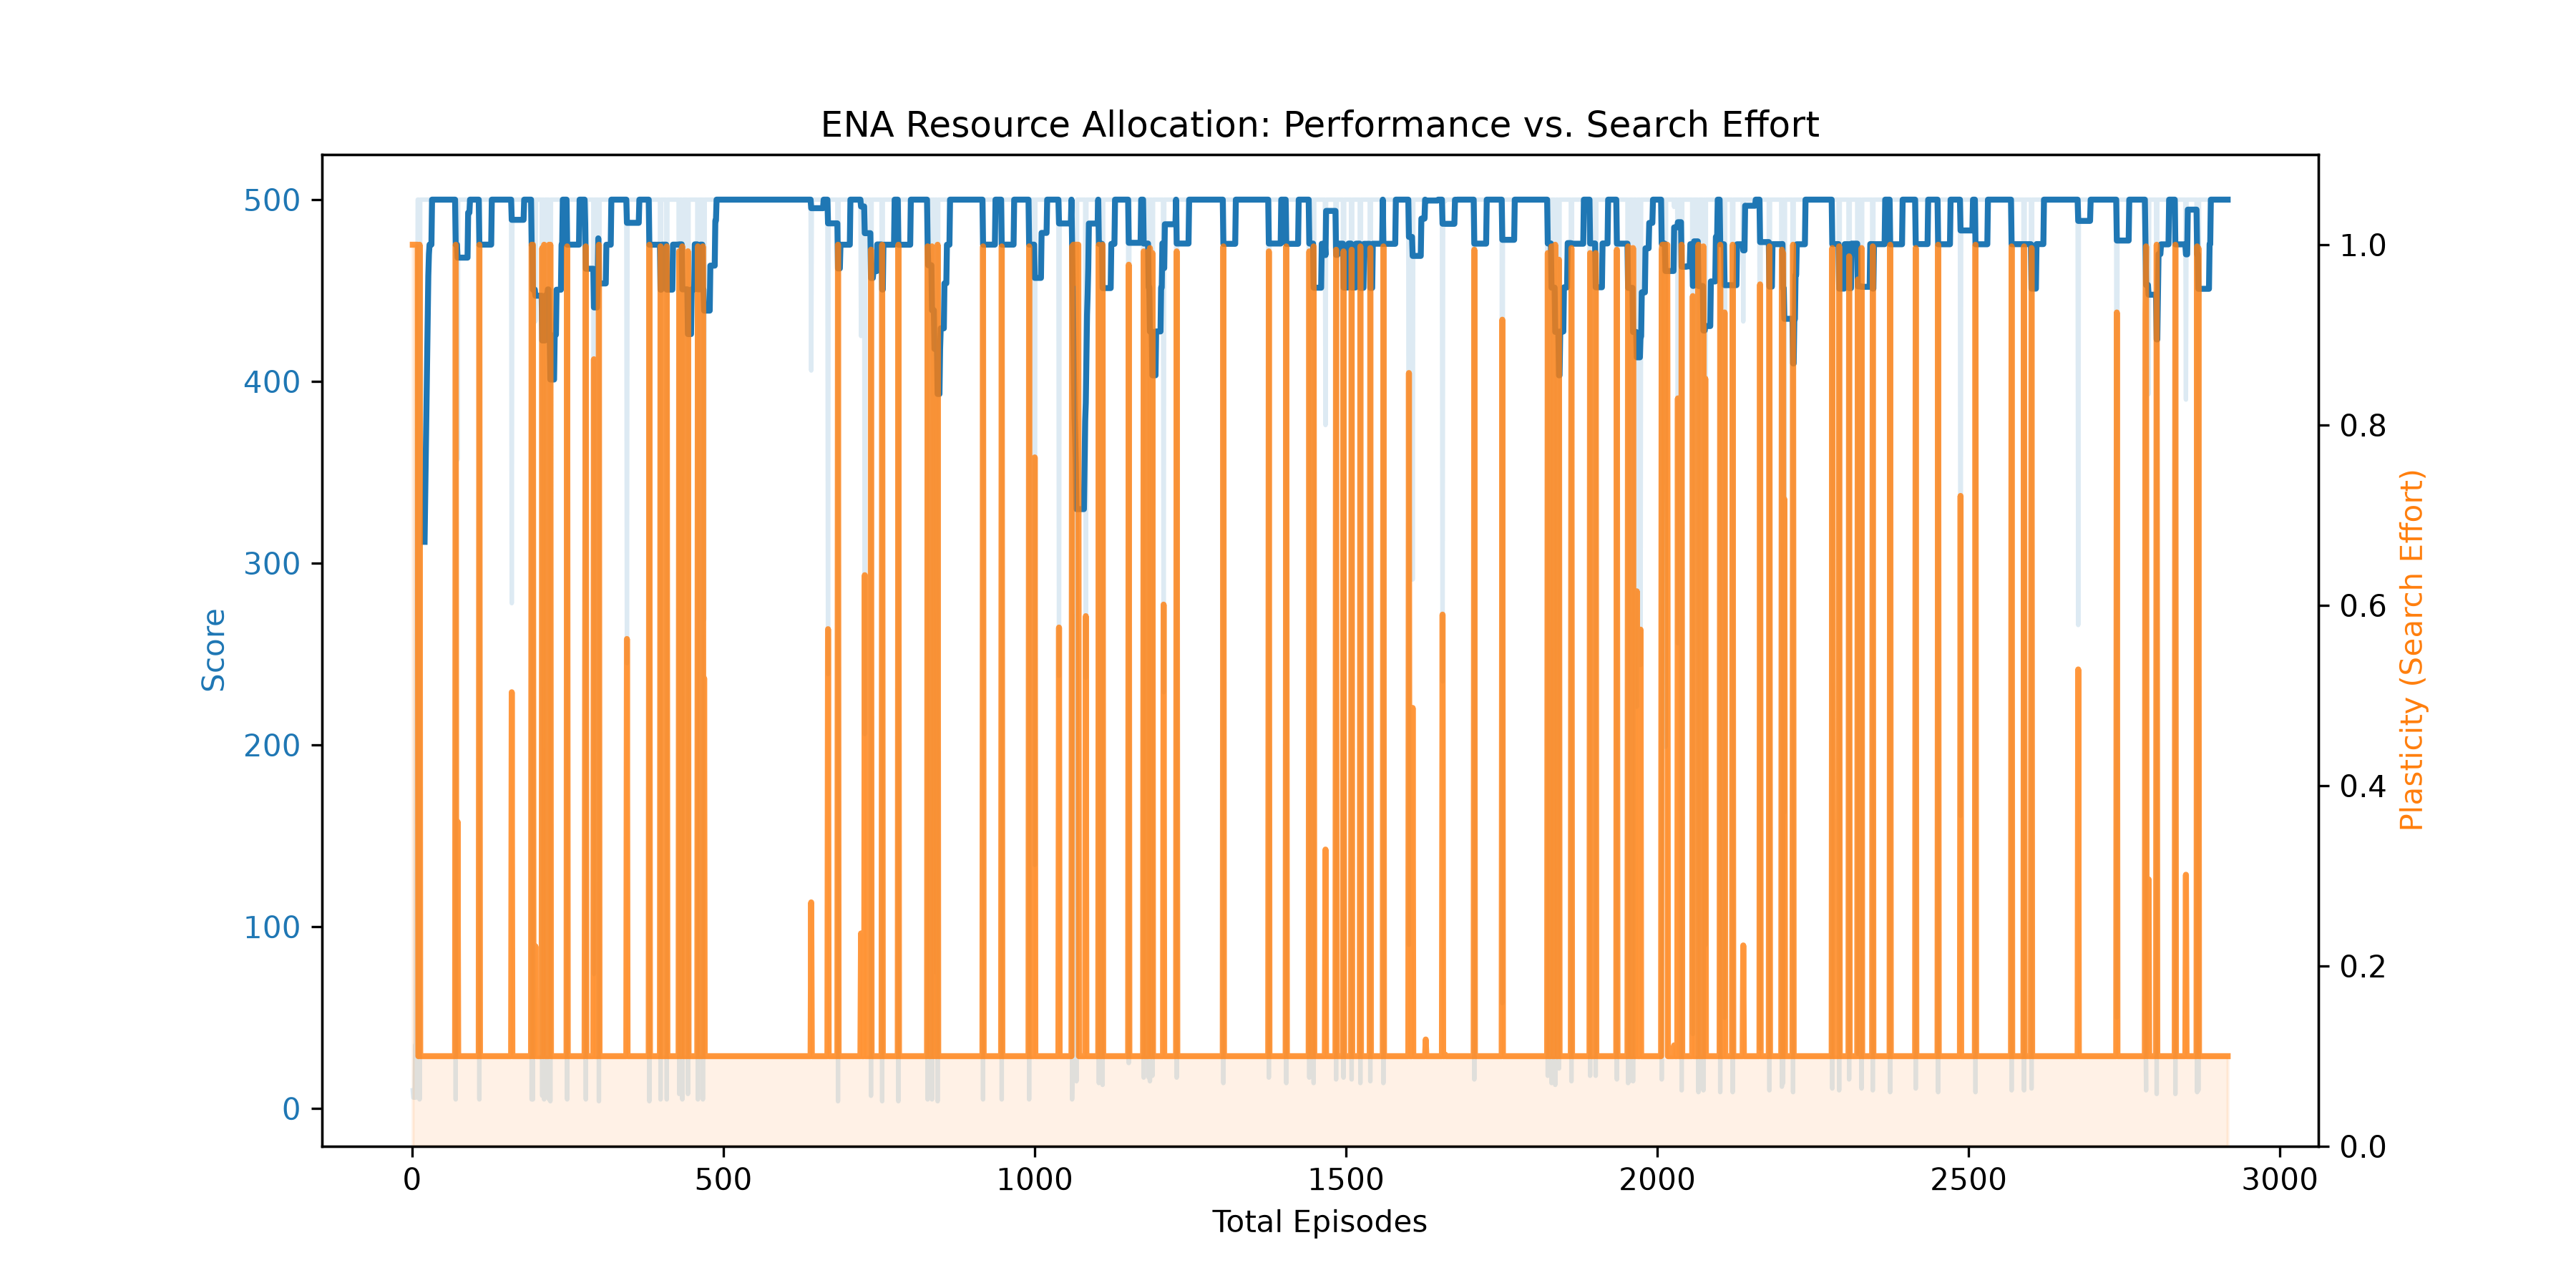 ENA Resource Allocation: Performance vs. Search Effort
500
400
300
200
100
0
Score
1.0
0.8
0.6
0.4
0.2
0.0
Plasticity (Search Effort)
0 500 1000 1500 2000 2500 3000
Total Episodes